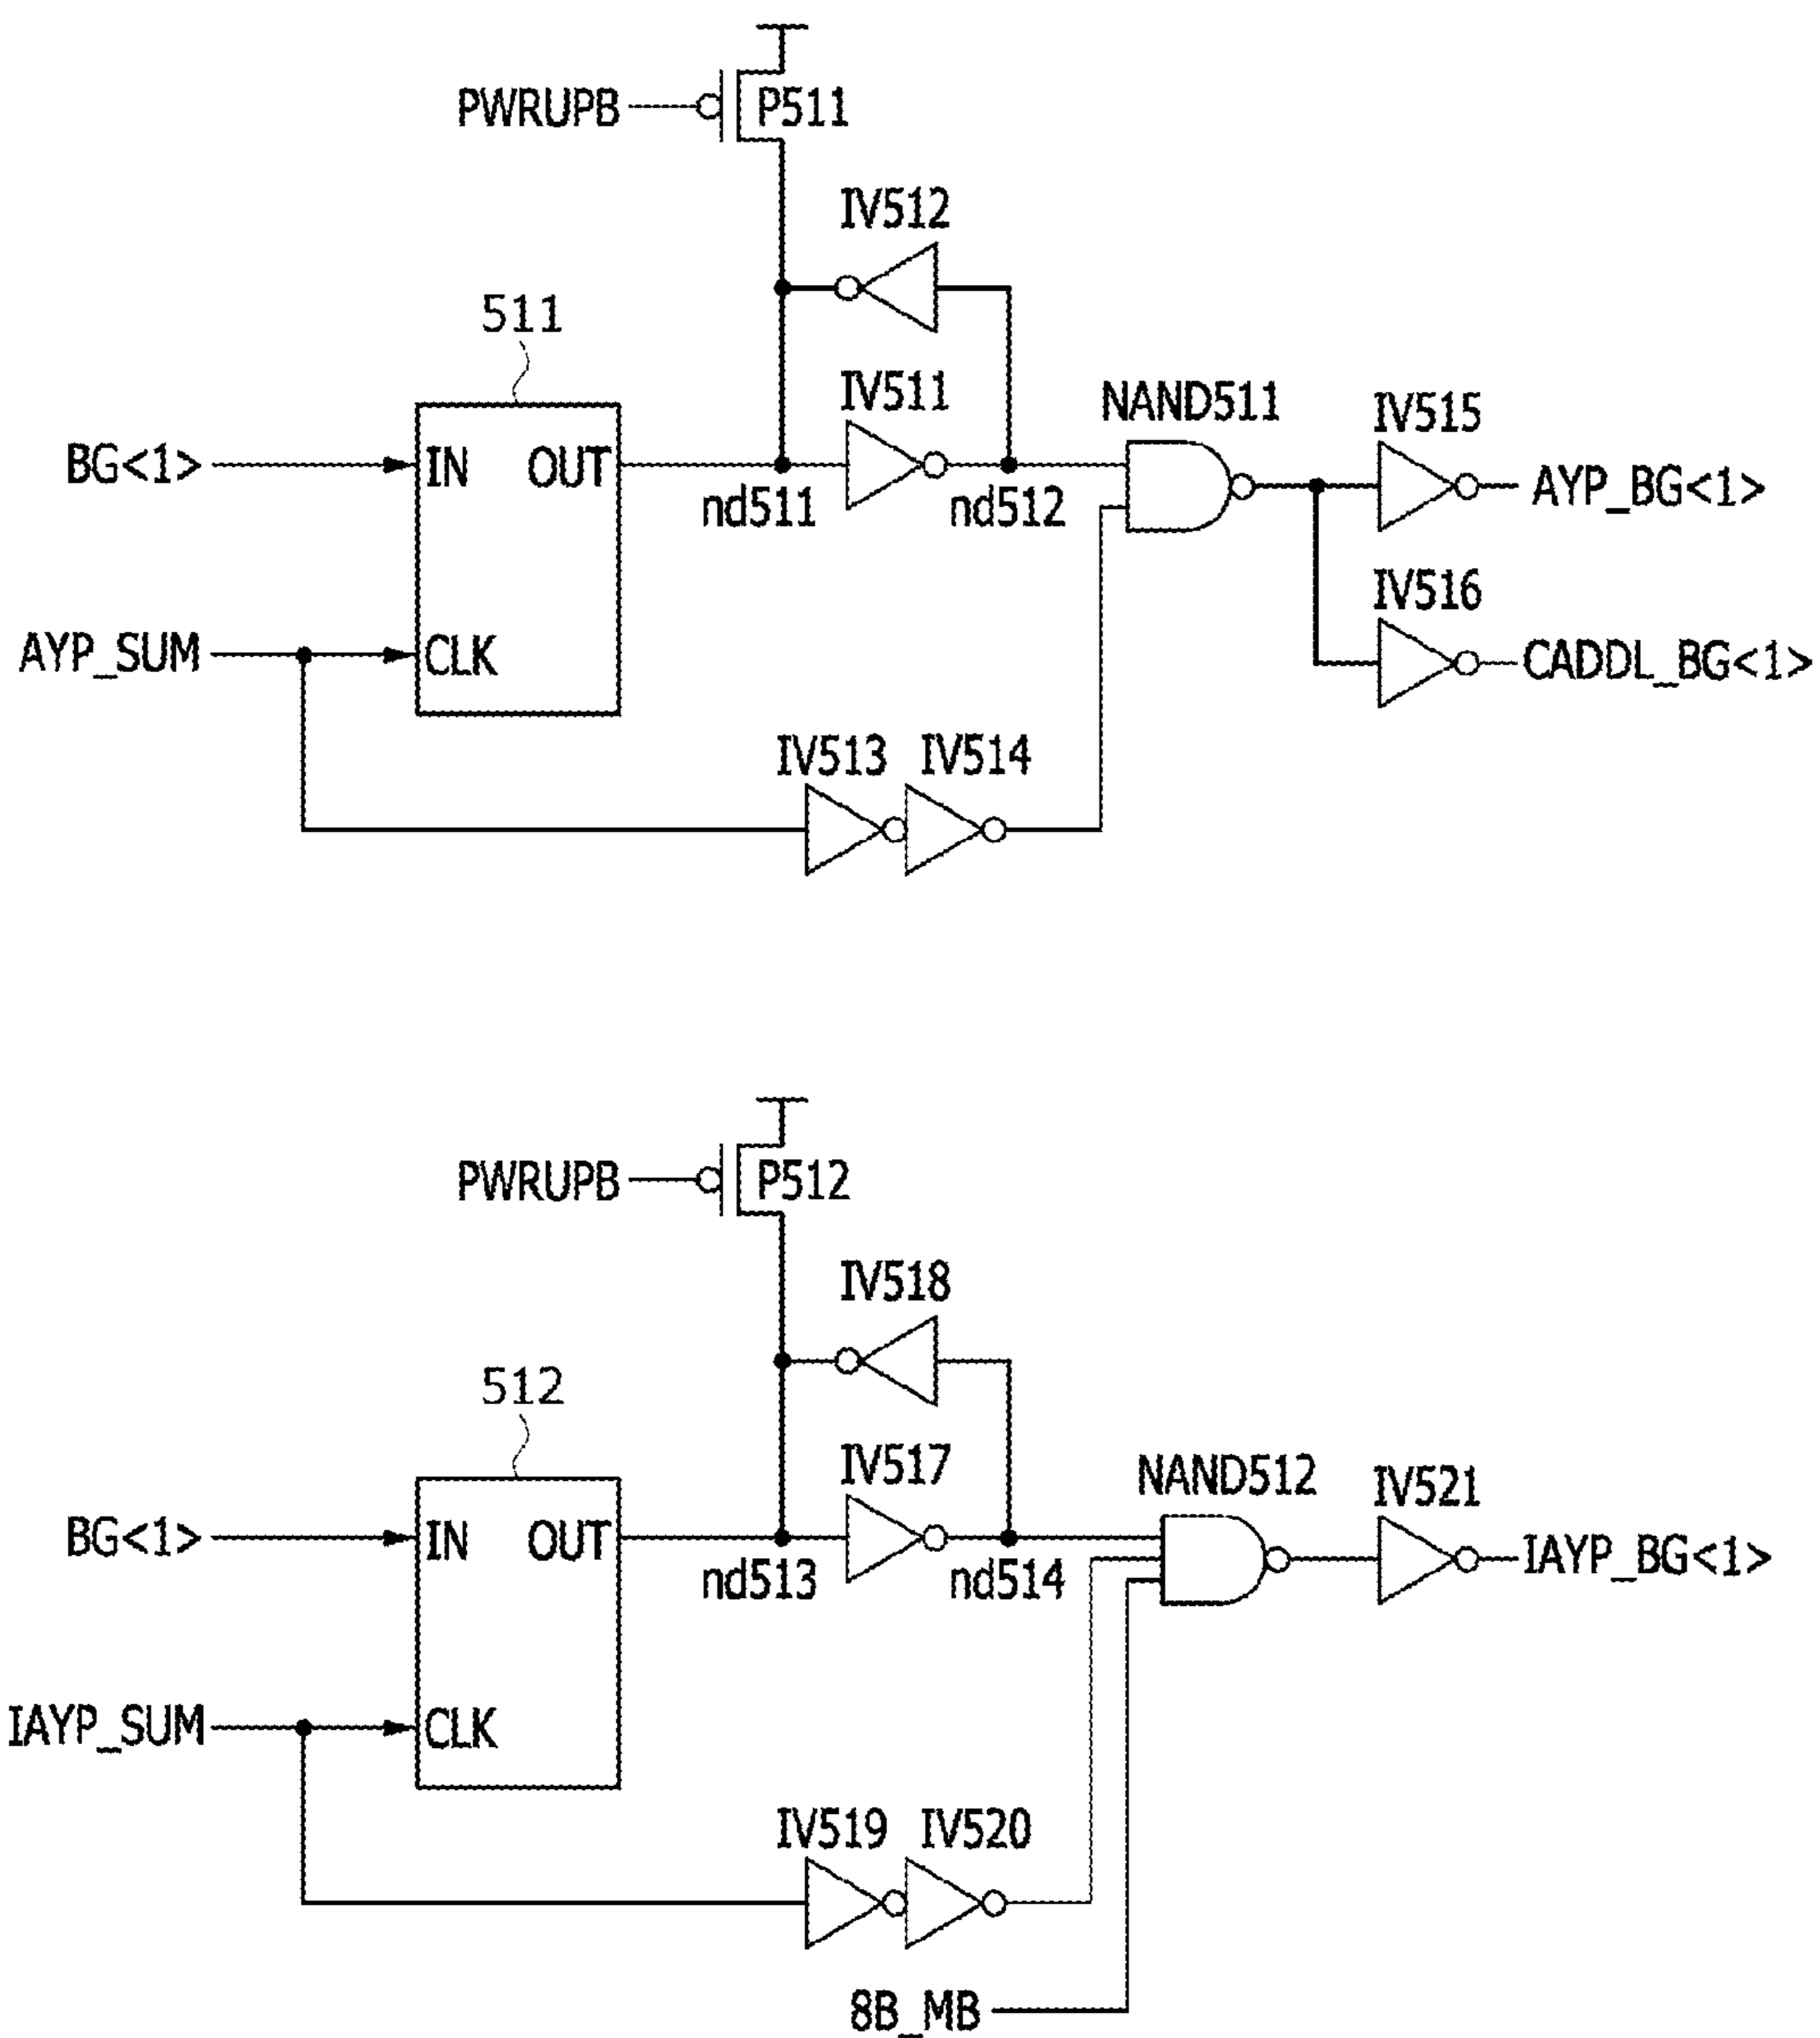 PWRUPB
P511
IV512
511
IV511
NAND511
IV515
BG<1>
IN OUT
nd511
nd512
AYP_BG<1>
IV516
AYP_SUM
CLK
CADDL_BG<1>
IV513 IV514
PWRUPB
P512
IV518
512
IV517
NAND512
IV521
BG<1>
IN OUT
nd513
nd514
IAYP_BG<1>
IAYP_SUM
CLK
IV519 IV520
8B_MB